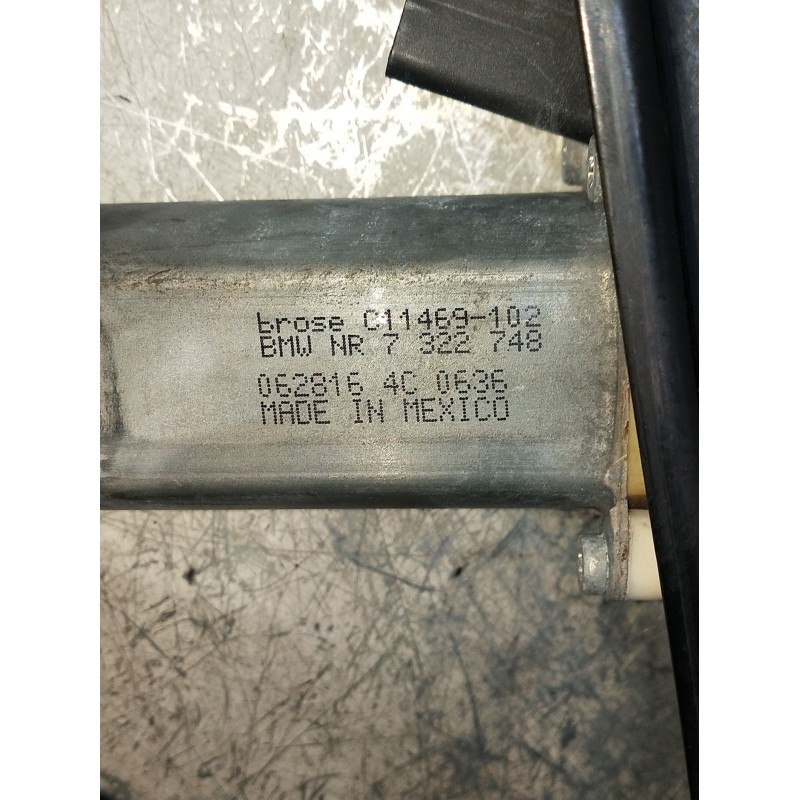 brose C11469-102
BMW NR 7 322 748
062816 4C 0636
MADE IN MEXICO